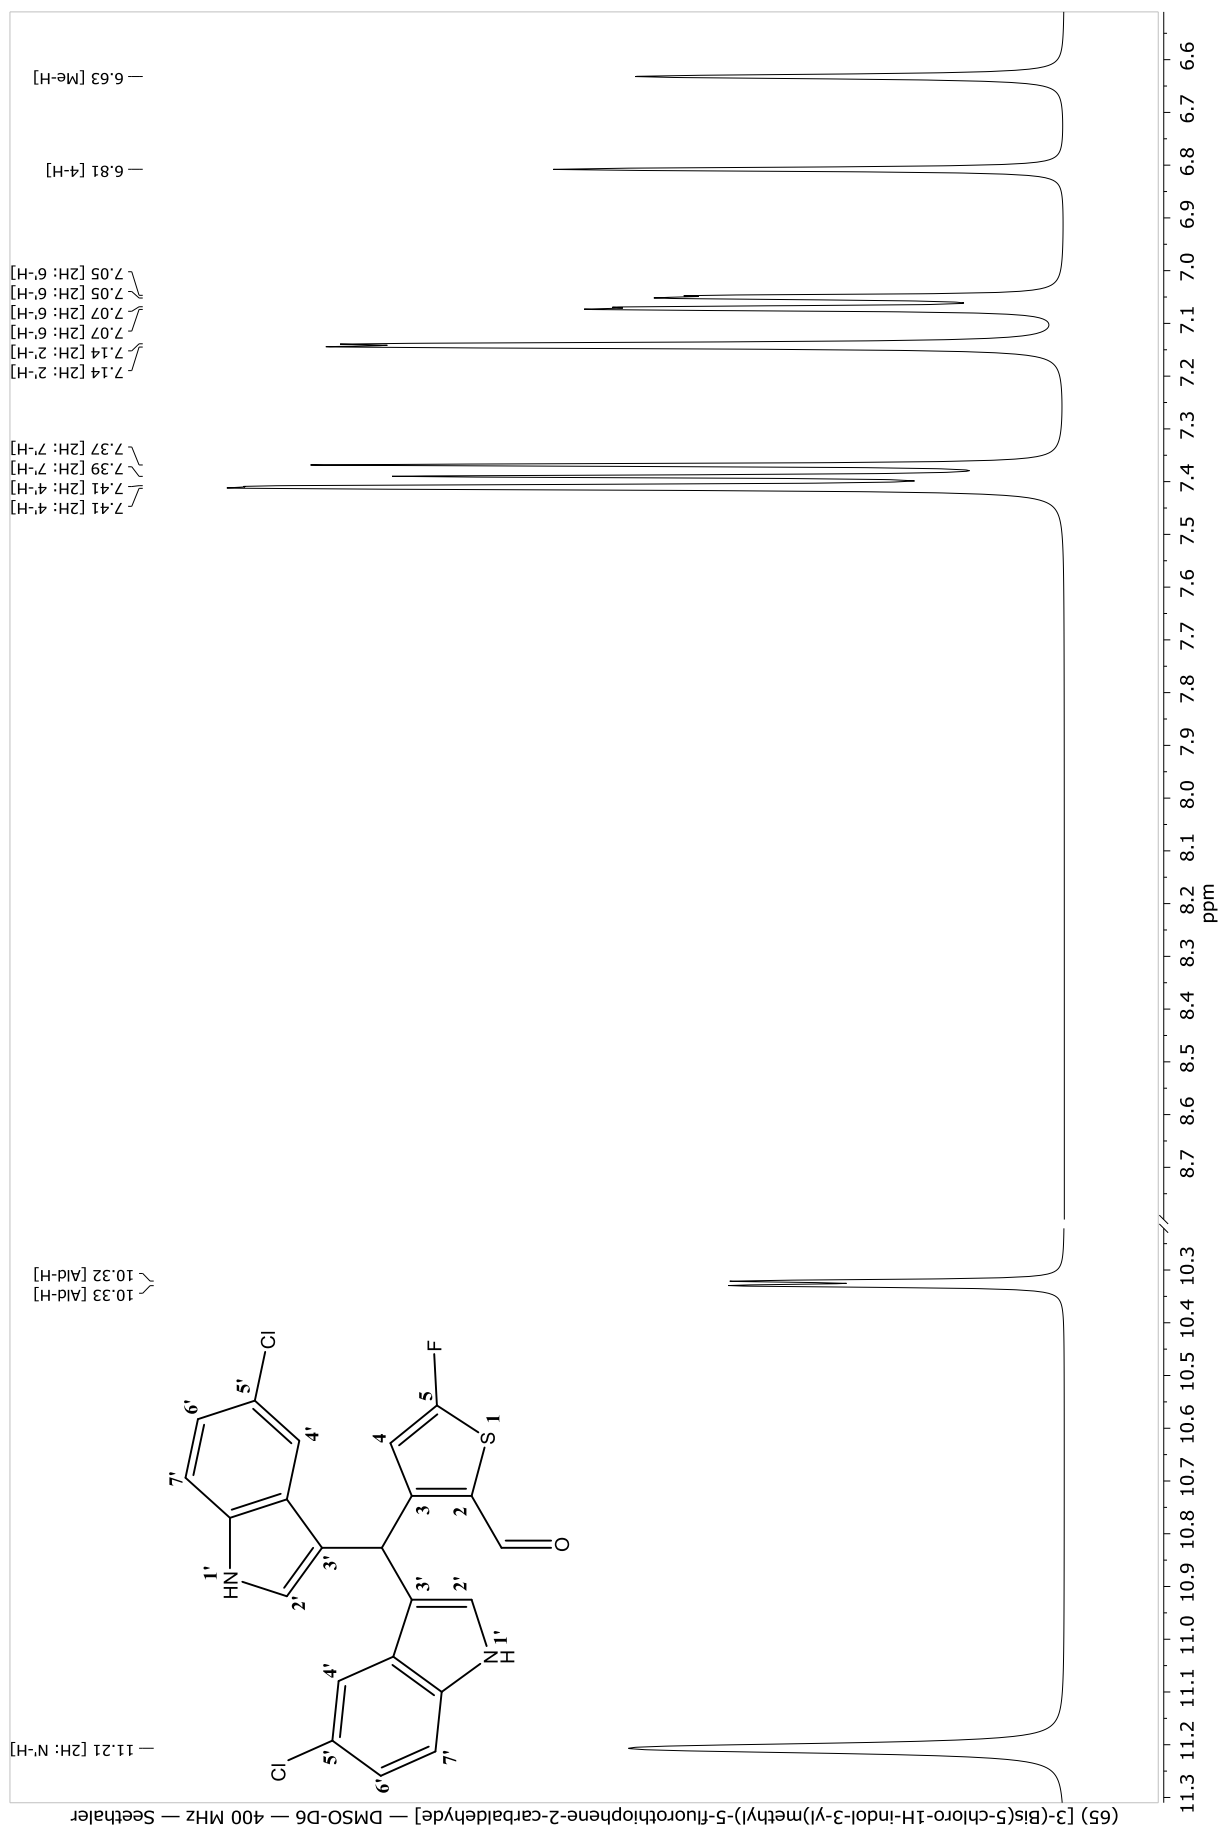 (65) [3-(Bis(5-chloro-1H-indol-3-yl)methyl)-5-fluorothiophene-2-carbaldehyde] — DMSO-D6 — 400 MHz — Seethaler
11.21 [2H: N'-H]
10.33 [Ald-H]
10.32 [Ald-H]
7.41 [2H: 4'-H]
7.41 [2H: 4'-H]
7.39 [2H: 7'-H]
7.37 [2H: 7'-H]
7.14 [2H: 2'-H]
7.14 [2H: 2'-H]
7.07 [2H: 6'-H]
7.07 [2H: 6'-H]
7.05 [2H: 6'-H]
7.05 [2H: 6'-H]
6.81 [4-H]
6.63 [Me-H]
Cl
5'
6'
4'
7'
3'
2'
N
H
1'
HN
1'
2'
3'
7'
6'
5'
4'
Cl
3
4
5
F
2
S
1
O
11.3 11.2 11.1 11.0 10.9 10.8 10.7 10.6 10.5 10.4 10.3 8.7 8.6 8.5 8.4 8.3 8.2 8.1 8.0 7.9 7.8 7.7 7.6 7.5 7.4 7.3 7.2 7.1 7.0 6.9 6.8 6.7 6.6
ppm